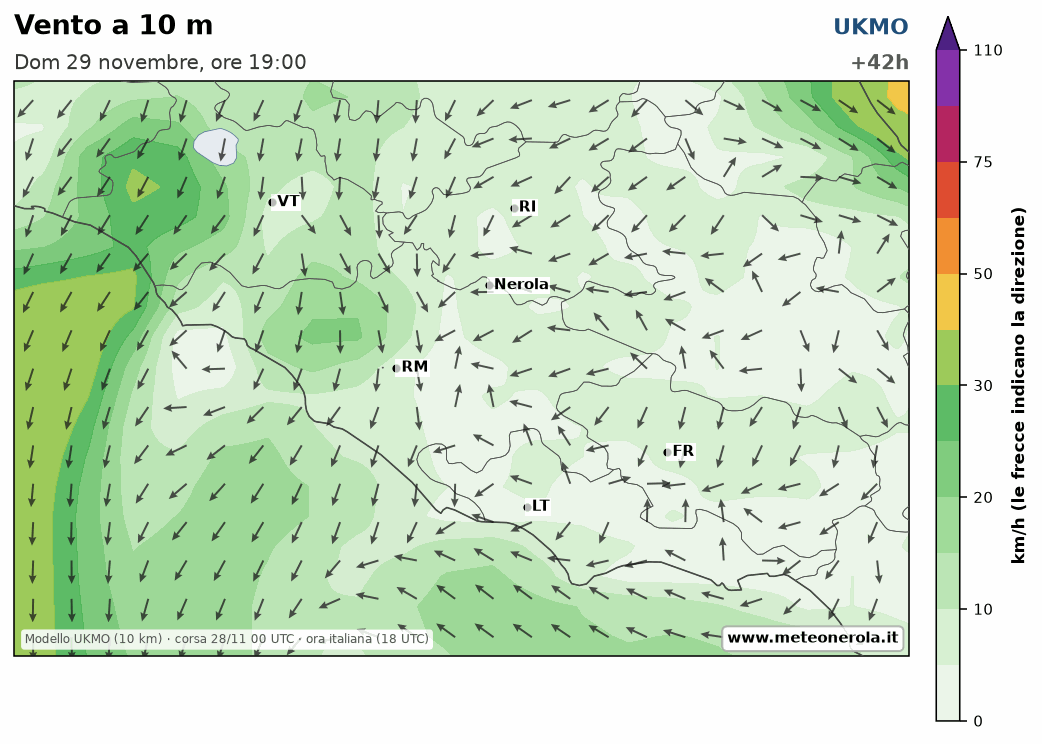 Vento a 10 m
UKMO
Dom 29 novembre, ore 19:00
+42h
110
75
50
30
20
10
0
km/h (le frecce indicano la direzione)
VT
RI
Nerola
RM
FR
LT
Modello UKMO (10 km) · corsa 28/11 00 UTC · ora italiana (18 UTC)
www.meteonerola.it